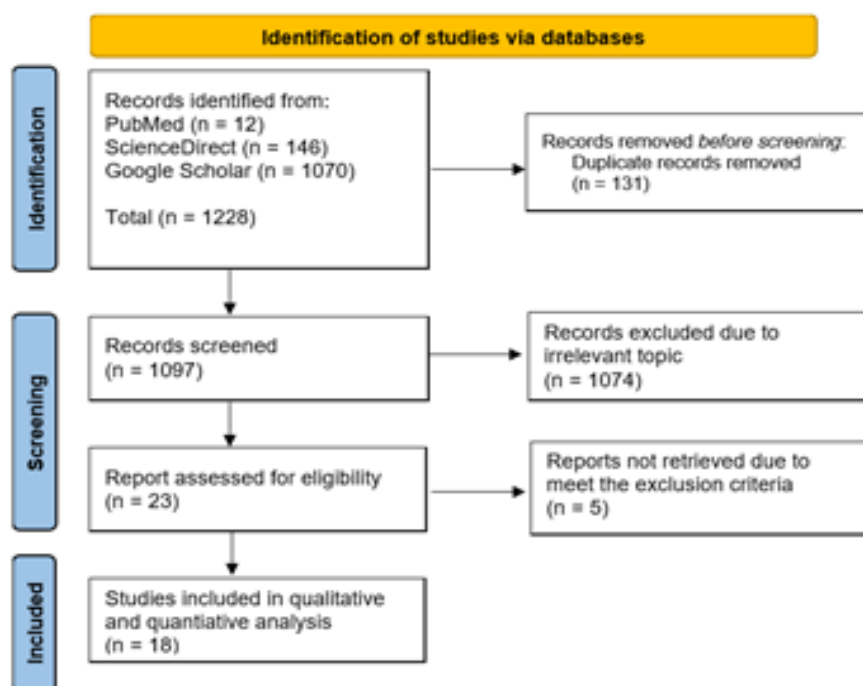 Identification of studies via databases
Identification
Records identified from:
PubMed (n = 12)
ScienceDirect (n = 146)
Google Scholar (n = 1070)
Total (n = 1228)
Records removed before screening:
Duplicate records removed
(n = 131)
Screening
Records screened
(n = 1097)
Records excluded due to
irrelevant topic
(n = 1074)
Report assessed for eligibility
(n = 23)
Reports not retrieved due to
meet the exclusion criteria
(n = 5)
Included
Studies included in qualitative
and quantiative analysis
(n = 18)